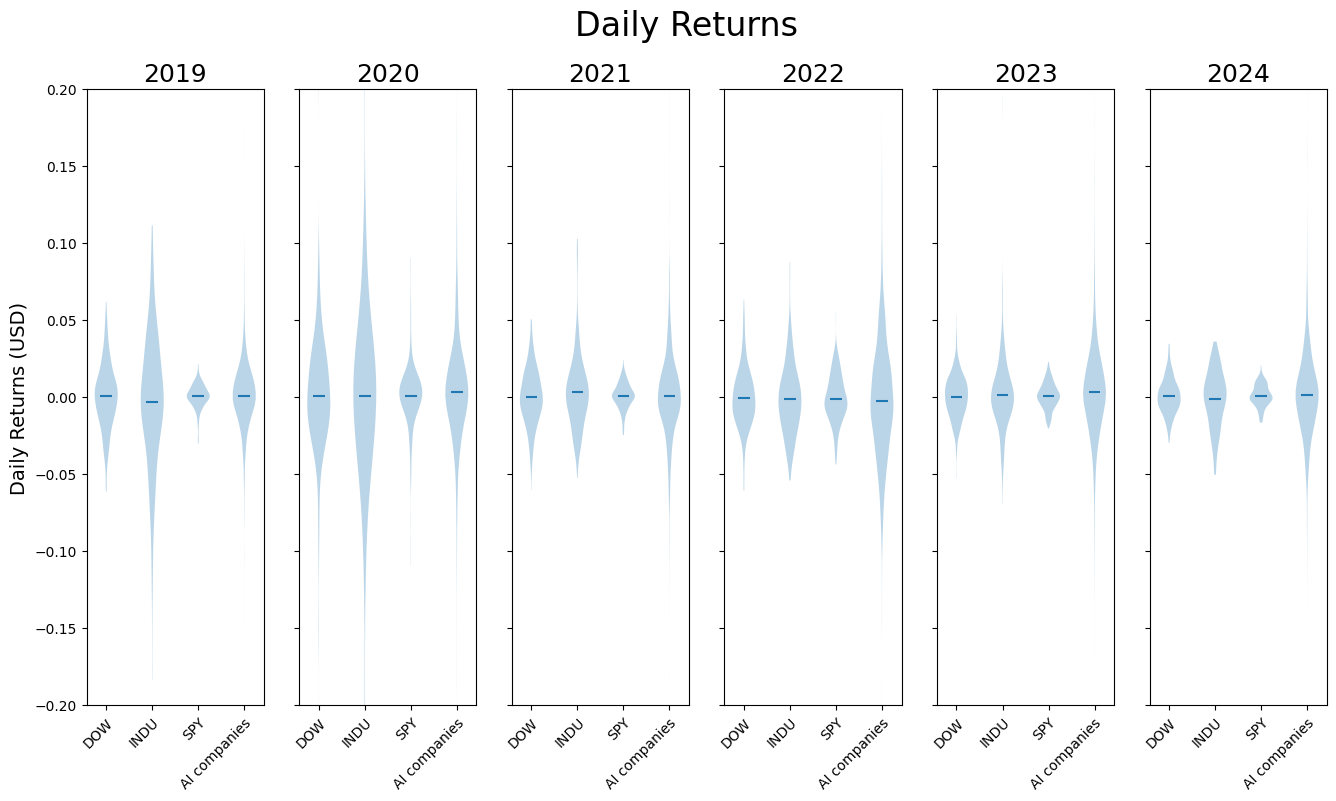 Daily Returns
2019
2020
2021
2022
2023
2024
Daily Returns (USD)
0.20
0.15
0.10
0.05
0.00
−0.05
−0.10
−0.15
−0.20
DOW
INDU
SPY
AI companies
DOW
INDU
SPY
AI companies
DOW
INDU
SPY
AI companies
DOW
INDU
SPY
AI companies
DOW
INDU
SPY
AI companies
DOW
INDU
SPY
AI companies